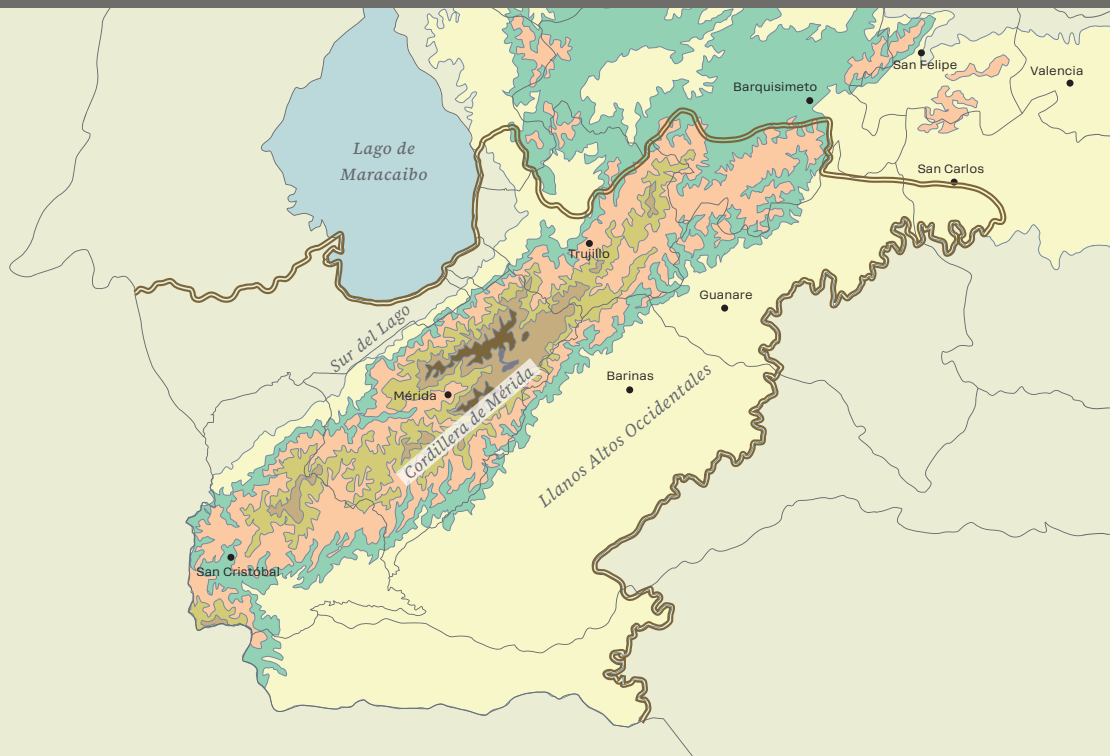 San Felipe
Valencia
Barquisimeto
Lago de
Maracaibo
San Carlos
Trujillo
Guanare
Sur del Lago
Barinas
Mérida
Cordillera de Mérida
Llanos Altos Occidentales
San Cristóbal